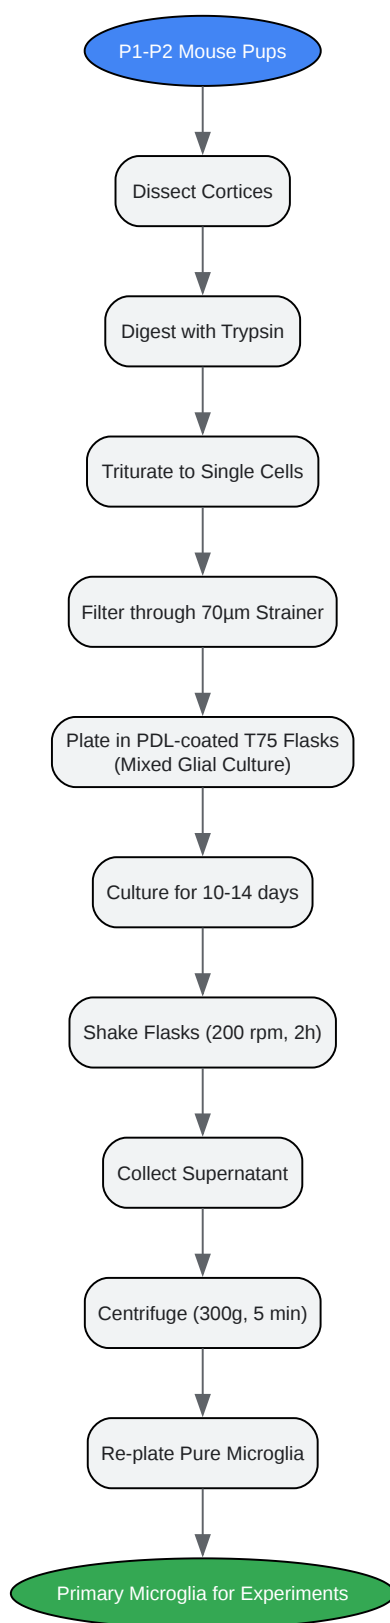 P1-P2 Mouse Pups
Dissect Cortices
Digest with Trypsin
Triturate to Single Cells
Filter through 70µm Strainer
Plate in PDL-coated T75 Flasks
(Mixed Glial Culture)
Culture for 10-14 days
Shake Flasks (200 rpm, 2h)
Collect Supernatant
Centrifuge (300g, 5 min)
Re-plate Pure Microglia
Primary Microglia for Experiments